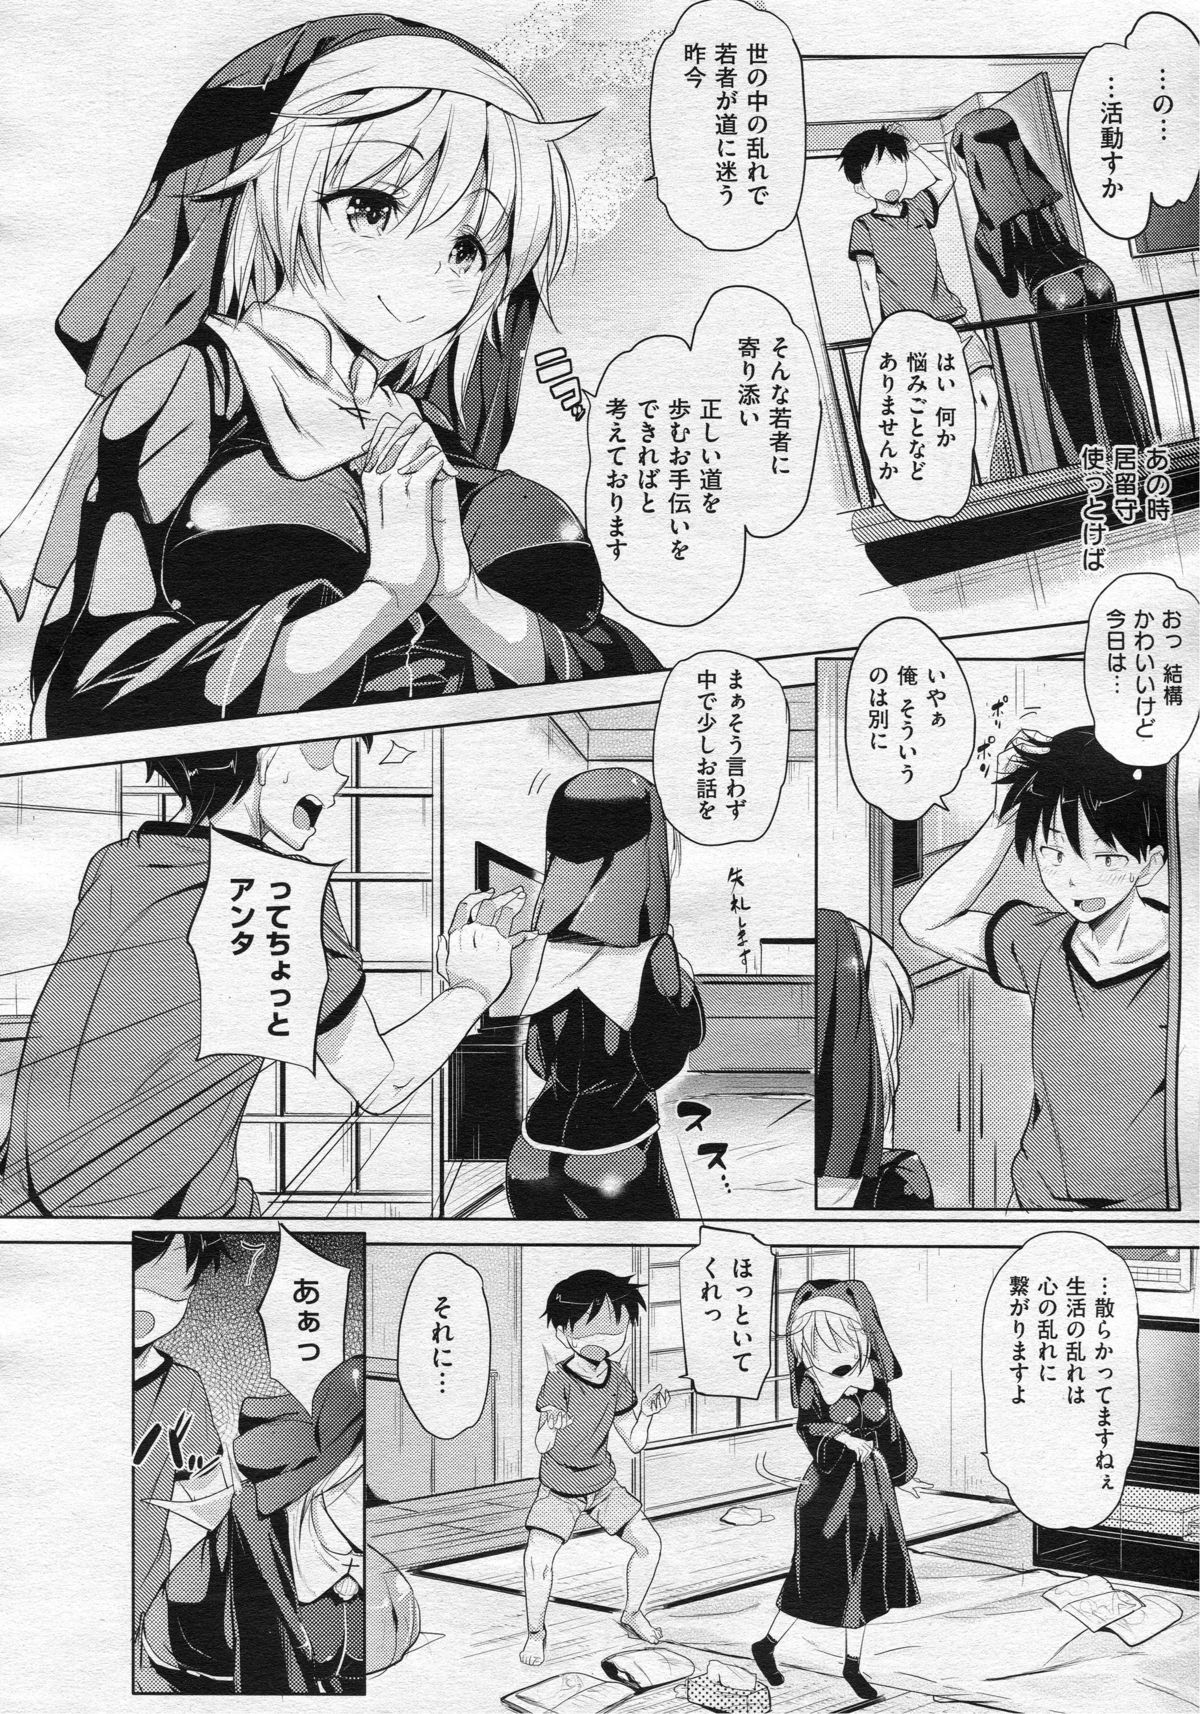 …の…
…活動すか
はい 何か
悩みごとなど
ありませんか
あの時
居留守
使っとけば
世の中の乱れで
若者が道に迷う
昨今
そんな若者に
寄り添い
正しい道を
歩むお手伝いを
できればと
考えております
ニコッ
おっ 結構
かわいいけど
今日は…
ポリ
ポリ
いやぁ
俺 そういう
のは別に
まぁそう言わず
中で少しお話を
失礼します
ってちょっと
アンタ
スス…
…散らかってますねぇ
生活の乱れは
心の乱れに
繋がりますよ
ほっといて
くれっ
それに…
あぁっ
バッ